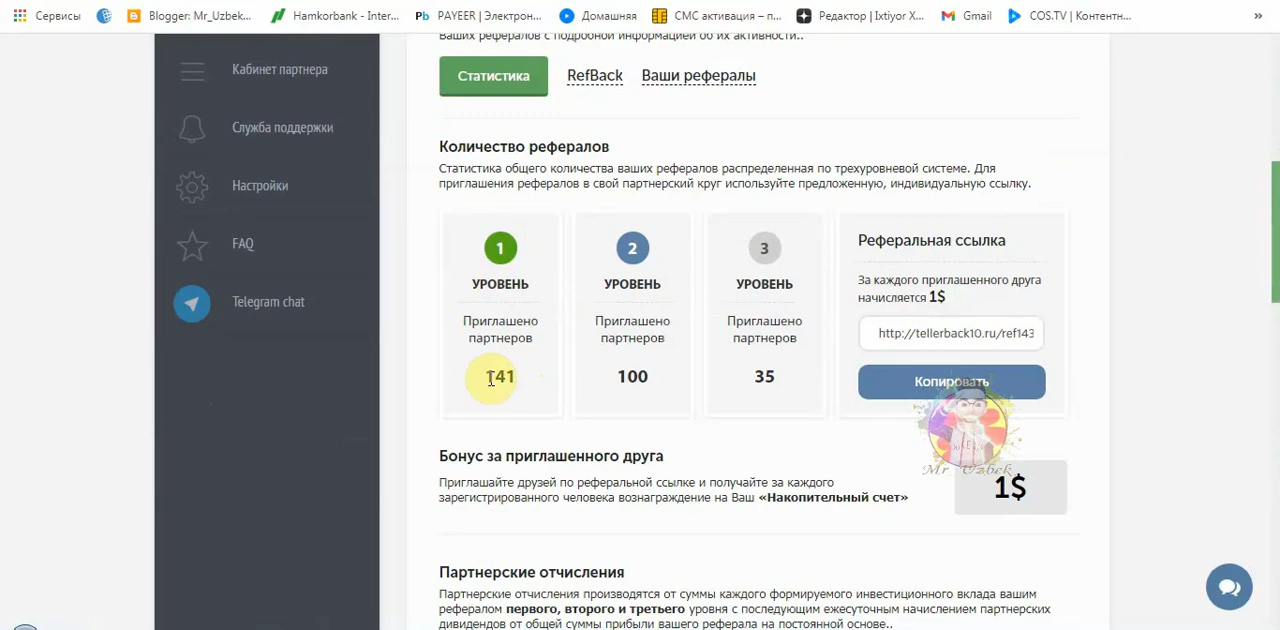 Сервисы
Blogger: Mr_Uzbek...
Hamkorbank - Inter...
Pb PAYEER | Электрон...
Домашняя
СМС активация – п...
Редактор | Ixtiyor X...
Gmail
COS.TV | Контентн...
»
Ваших рефералов с подробной информацией об их активности..
Кабинет партнера
Служба поддержки
Настройки
FAQ
Telegram chat
Статистика
RefBack
Ваши рефералы
Количество рефералов
Статистика общего количества ваших рефералов распределенная по трехуровневой системе. Для
приглашения рефералов в свой партнерский круг используйте предложенную, индивидуальную ссылку.
1
УРОВЕНЬ
Приглашено
партнеров
141
2
УРОВЕНЬ
Приглашено
партнеров
100
3
УРОВЕНЬ
Приглашено
партнеров
35
Реферальная ссылка
За каждого приглашенного друга
начисляется 1$
http://tellerback10.ru/ref143
Копировать
Mr Uzbek
Бонус за приглашенного друга
Приглашайте друзей по реферальной ссылке и получайте за каждого
зарегистрированного человека вознаграждение на Ваш «Накопительный счет»
1$
Партнерские отчисления
Партнерские отчисления производятся от суммы каждого формируемого инвестиционного вклада вашим
рефералом первого, второго и третьего уровня с последующим ежесуточным начислением партнерских
дивидендов от общей суммы прибыли вашего реферала на постоянной основе..